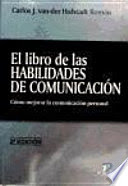 Carlos J. van-der Hofstadt Román
El libro de las
HABILIDADES
DE COMUNICACIÓN
Cómo mejorar la comunicación personal
2ª EDICIÓN